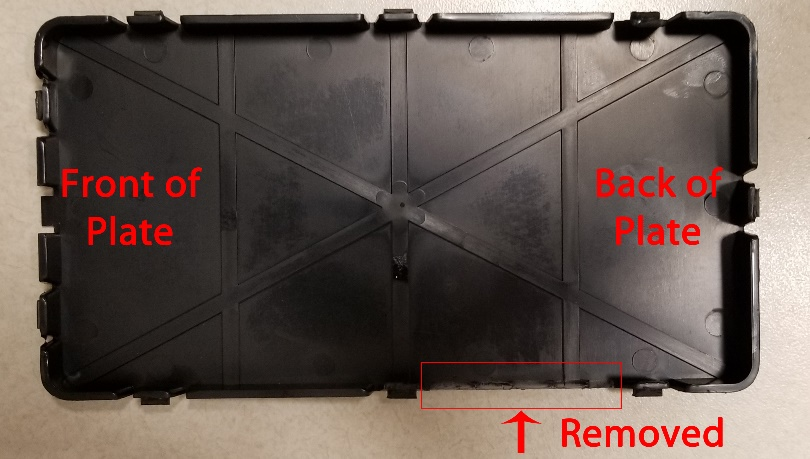 Front of
Plate
Back of
Plate
Removed